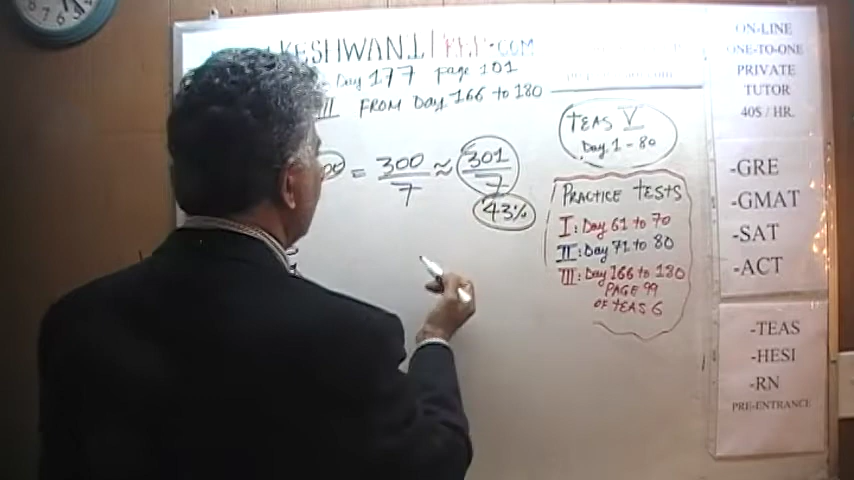 KESHWANI PREP.COM
Day 177 Page 101
III FROM Day 166 to 180
= 300/7 ≈ 301/7
43%
TEAS V
Day 1 - 80
PRACTICE TESTS
I: Day 61 to 70
II: Day 71 to 80
III: Day 166 to 180
PAGE 99
OF TEAS 6
ON-LINE
ONE-TO-ONE
PRIVATE
TUTOR
40$ / HR.
-GRE
-GMAT
-SAT
-ACT
-TEAS
-HESI
-RN
PRE-ENTRANCE